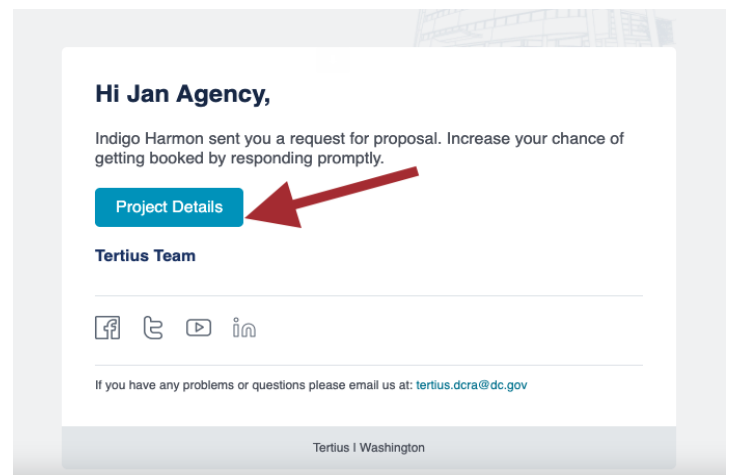 Hi Jan Agency,
Indigo Harmon sent you a request for proposal. Increase your chance of
getting booked by responding promptly.
Project Details
Tertius Team
If you have any problems or questions please email us at: tertius.dcra@dc.gov
Tertius | Washington